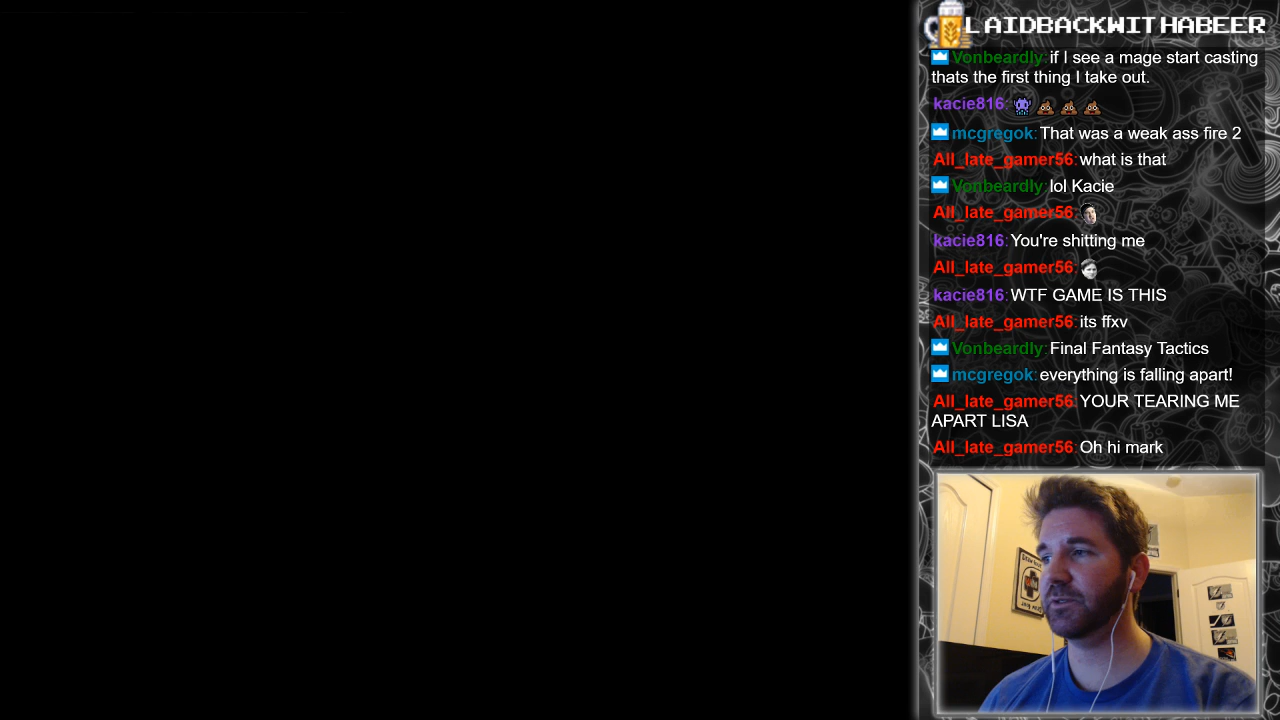 LAIDBACKWITHABEER
Vonbeardly: if I see a mage start casting
thats the first thing I take out.
kacie816:
mcgregok: That was a weak ass fire 2
All_late_gamer56: what is that
Vonbeardly: lol Kacie
All_late_gamer56:
kacie816: You're shitting me
All_late_gamer56:
kacie816: WTF GAME IS THIS
All_late_gamer56: its ffxv
Vonbeardly: Final Fantasy Tactics
mcgregok: everything is falling apart!
All_late_gamer56: YOUR TEARING ME
APART LISA
All_late_gamer56: Oh hi mark